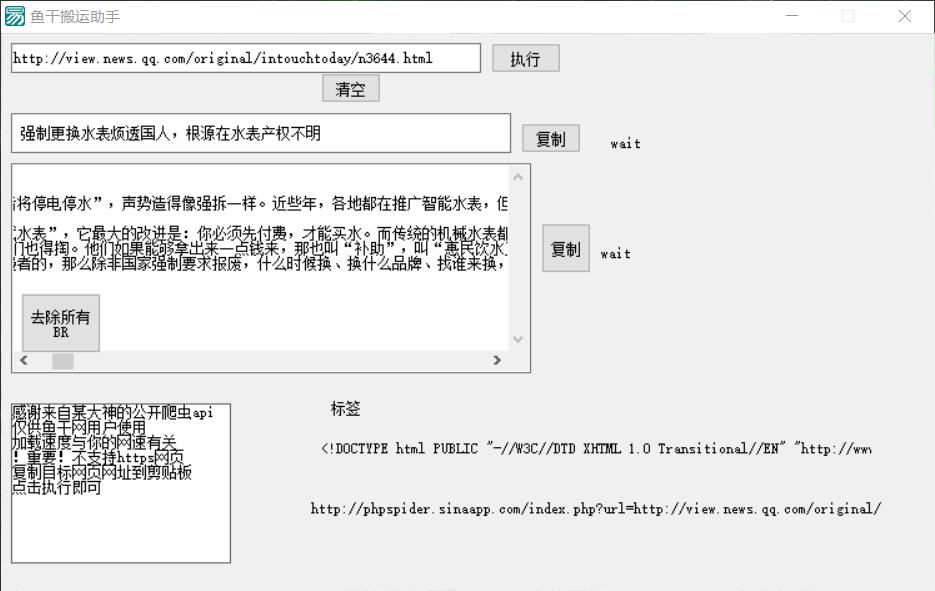 鱼干搬运助手
http://view.news.qq.com/original/intouchtoday/n3644.html
执行
清空
强制更换水表烦透国人，根源在水表产权不明
复制
wait
将停电停水”，声势造得像强拆一样。近些年，各地都在推广智能水表，但
水表”，它最大的改进是：你必须先付费，才能买水。而传统的机械水表都
门也得掏。他们如果能够拿出来一点钱来，那也叫“补助”，叫“惠民饮水
者的，那么除非国家强制要求报废，什么时候换、换什么品牌、找谁来换，
复制
wait
去除所有
BR
感谢来自某大神的公开爬虫api
仅供鱼干网用户使用
加载速度与你的网速有关
！重要！不支持https网页
复制目标网页网址到剪贴板
点击执行即可
标签
<!DOCTYPE html PUBLIC "-//W3C//DTD XHTML 1.0 Transitional//EN" "http://ww
http://phpspider.sinaapp.com/index.php?url=http://view.news.qq.com/original/